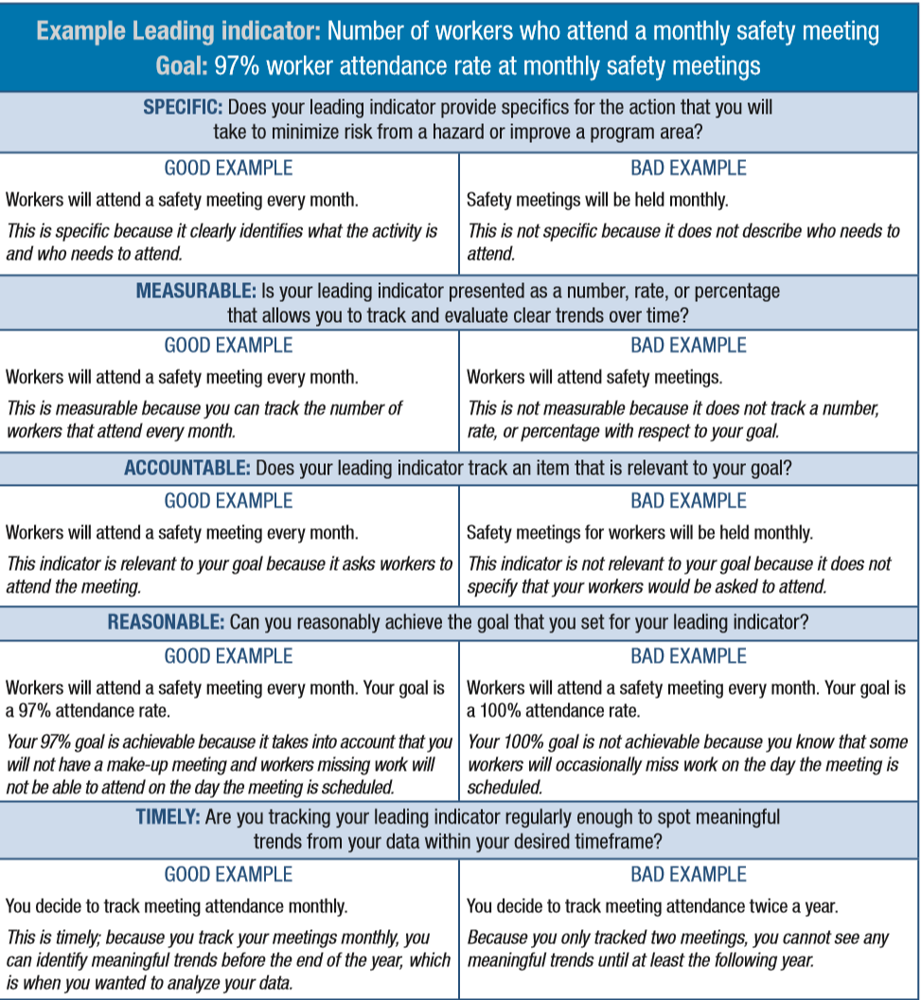 Example Leading indicator: Number of workers who attend a monthly safety meeting
Goal: 97% worker attendance rate at monthly safety meetings
SPECIFIC: Does your leading indicator provide specifics for the action that you will
take to minimize risk from a hazard or improve a program area?
GOOD EXAMPLE
Workers will attend a safety meeting every month.
This is specific because it clearly identifies what the activity is
and who needs to attend.
BAD EXAMPLE
Safety meetings will be held monthly.
This is not specific because it does not describe who needs to
attend.
MEASURABLE: Is your leading indicator presented as a number, rate, or percentage
that allows you to track and evaluate clear trends over time?
GOOD EXAMPLE
Workers will attend a safety meeting every month.
This is measurable because you can track the number of
workers that attend every month.
BAD EXAMPLE
Workers will attend safety meetings.
This is not measurable because it does not track a number,
rate, or percentage with respect to your goal.
ACCOUNTABLE: Does your leading indicator track an item that is relevant to your goal?
GOOD EXAMPLE
Workers will attend a safety meeting every month.
This indicator is relevant to your goal because it asks workers to
attend the meeting.
BAD EXAMPLE
Safety meetings for workers will be held monthly.
This indicator is not relevant to your goal because it does not
specify that your workers would be asked to attend.
REASONABLE: Can you reasonably achieve the goal that you set for your leading indicator?
GOOD EXAMPLE
Workers will attend a safety meeting every month. Your goal is
a 97% attendance rate.
Your 97% goal is achievable because it takes into account that you
will not have a make-up meeting and workers missing work will
not be able to attend on the day the meeting is scheduled.
BAD EXAMPLE
Workers will attend a safety meeting every month. Your goal is
a 100% attendance rate.
Your 100% goal is not achievable because you know that some
workers will occasionally miss work on the day the meeting is
scheduled.
TIMELY: Are you tracking your leading indicator regularly enough to spot meaningful
trends from your data within your desired timeframe?
GOOD EXAMPLE
You decide to track meeting attendance monthly.
This is timely; because you track your meetings monthly, you
can identify meaningful trends before the end of the year, which
is when you wanted to analyze your data.
BAD EXAMPLE
You decide to track meeting attendance twice a year.
Because you only tracked two meetings, you cannot see any
meaningful trends until at least the following year.